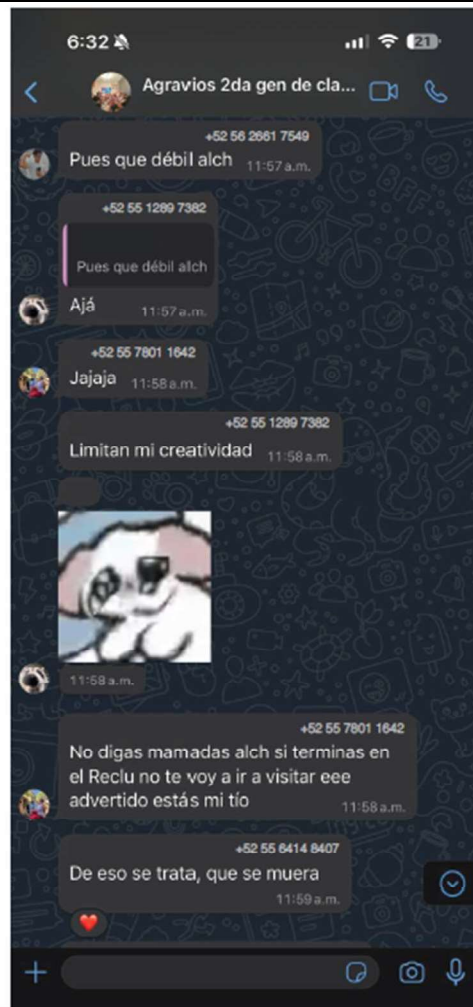 6:32
21
Agravios 2da gen de cla...
+52 56 2661 7549
Pues que débil alch 11:57 a.m.
+52 55 1289 7382
Pues que débil alch
Ajá 11:57 a.m.
+52 55 7801 1642
Jajaja 11:58 a.m.
+52 55 1289 7382
Limitan mi creatividad 11:58 a.m.
11:58 a.m.
+52 55 7801 1642
No digas mamadas alch si terminas en
el Reclu no te voy a ir a visitar eee
advertido estás mi tío 11:58 a.m.
+52 55 6414 8407
De eso se trata, que se muera
11:59 a.m.